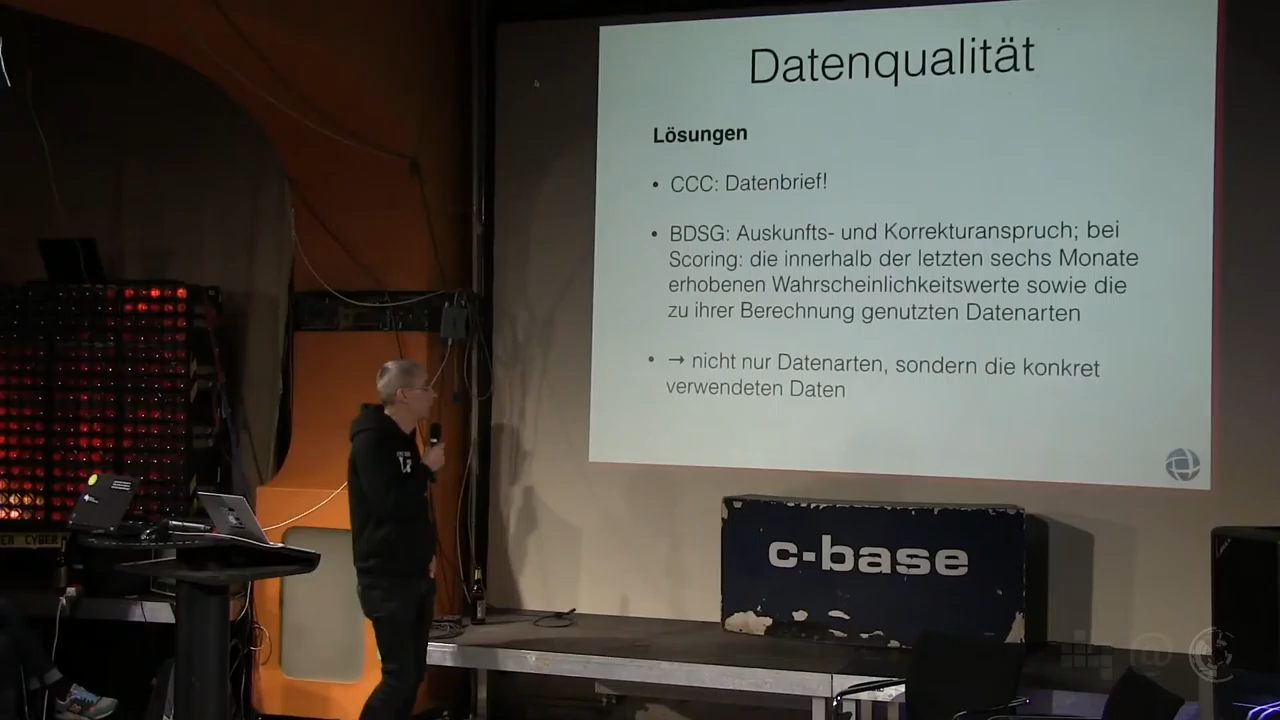 Datenqualität
Lösungen
• CCC: Datenbrief!
• BDSG: Auskunfts- und Korrekturanspruch; bei
Scoring: die innerhalb der letzten sechs Monate
erhobenen Wahrscheinlichkeitswerte sowie die
zu ihrer Berechnung genutzten Datenarten
• → nicht nur Datenarten, sondern die konkret
verwendeten Daten
c-base
CYBER